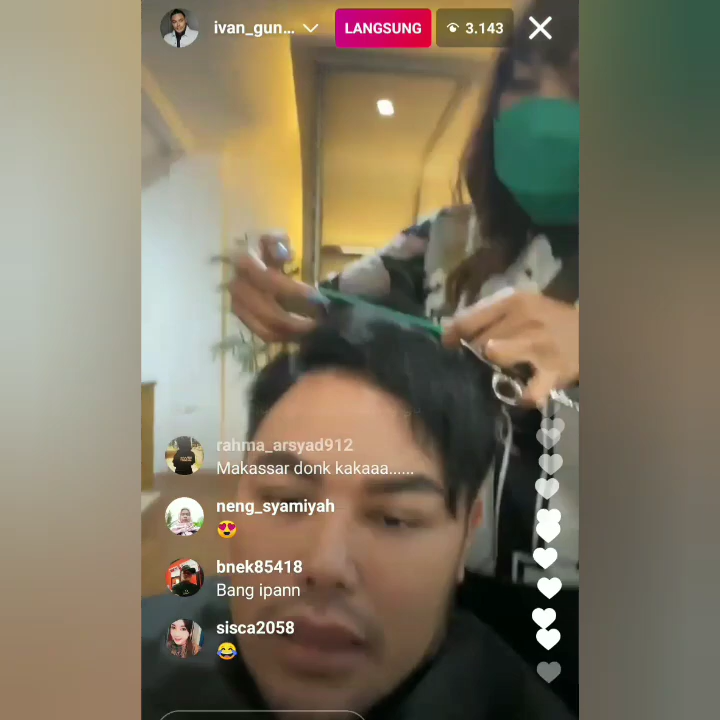 ivan_gun...
LANGSUNG
3.143
rahma_arsyad912
Makassar donk kakaaa......
neng_syamiyah
😍
bnek85418
Bang ipann
sisca2058
😂